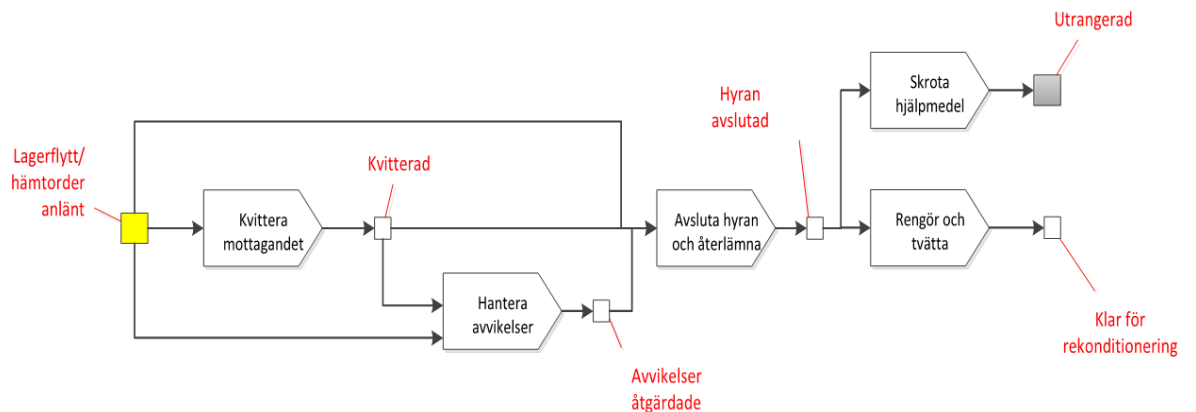 Utrangerad
Skrota
hjälpmedel
Hyran
avslutad
Lagerflytt/
hämtorder
anlänt
Kvitterad
Kvittera
mottagandet
Avsluta hyran
och återlämna
Rengör och
tvätta
Hantera
avvikelser
Klar för
rekonditionering
Avvikelser
åtgärdade